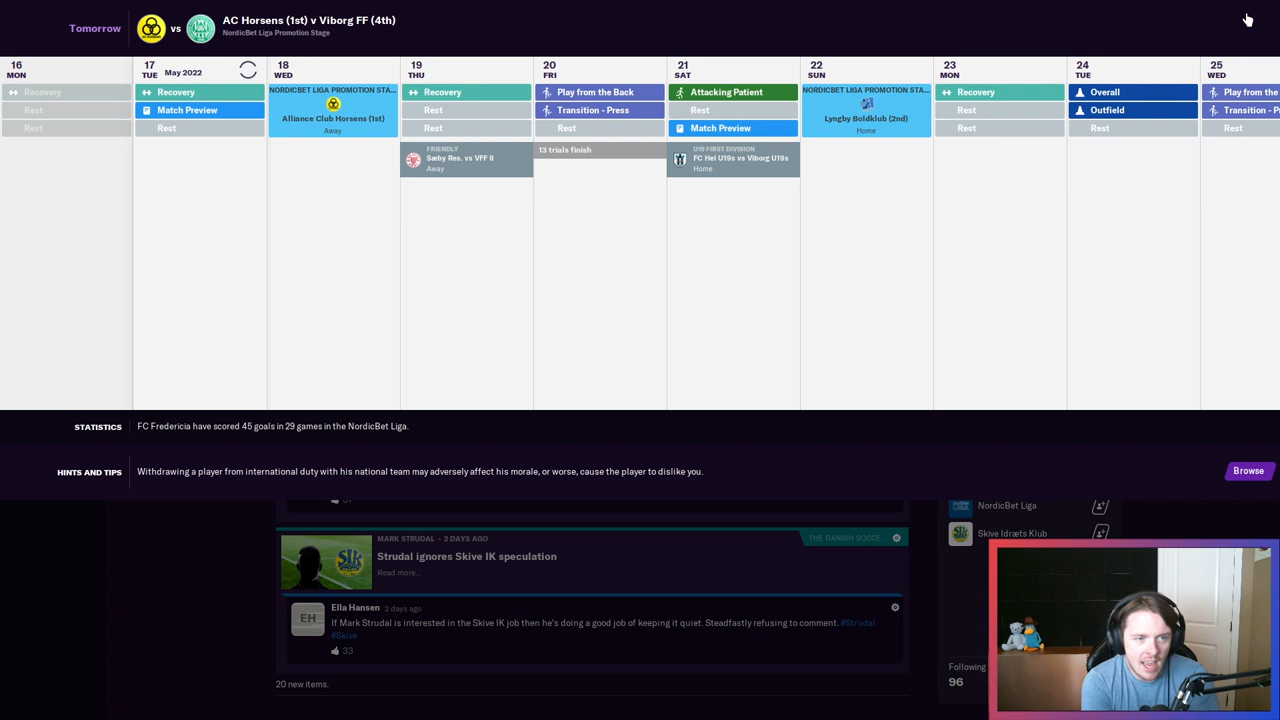 Tomorrow
vs
AC Horsens (1st) v Viborg FF (4th)
NordicBet Liga Promotion Stage
16
MON
17
TUE
May 2022
18
WED
19
THU
20
FRI
21
SAT
22
SUN
23
MON
24
TUE
25
WED
Recovery
Rest
Rest
Recovery
Match Preview
Rest
NORDICBET LIGA PROMOTION STA...
Alliance Club Horsens (1st)
Away
Recovery
Rest
Rest
FRIENDLY
Sæby Res. vs VFF II
Away
Play from the Back
Transition - Press
Rest
13 trials finish
Attacking Patient
Rest
Match Preview
U19 FIRST DIVISION
FC Hel U19s vs Viborg U19s
Home
NORDICBET LIGA PROMOTION STA...
Lyngby Boldklub (2nd)
Home
Recovery
Rest
Rest
Overall
Outfield
Rest
Play from the
Transition - P
Rest
STATISTICS
FC Fredericia have scored 45 goals in 29 games in the NordicBet Liga.
HINTS AND TIPS
Withdrawing a player from international duty with his national team may adversely affect his morale, or worse, cause the player to dislike you.
Browse
NordicBet Liga
Skive Idræts Klub
MARK STRUDAL - 2 DAYS AGO
THE DANISH SOCCE...
Strudal ignores Skive IK speculation
Read more...
EH
Ella Hansen 2 days ago
If Mark Strudal is interested in the Skive IK job then he's doing a good job of keeping it quiet. Steadfastly refusing to comment. #Strudal
#Skive
33
20 new items.
Following
96